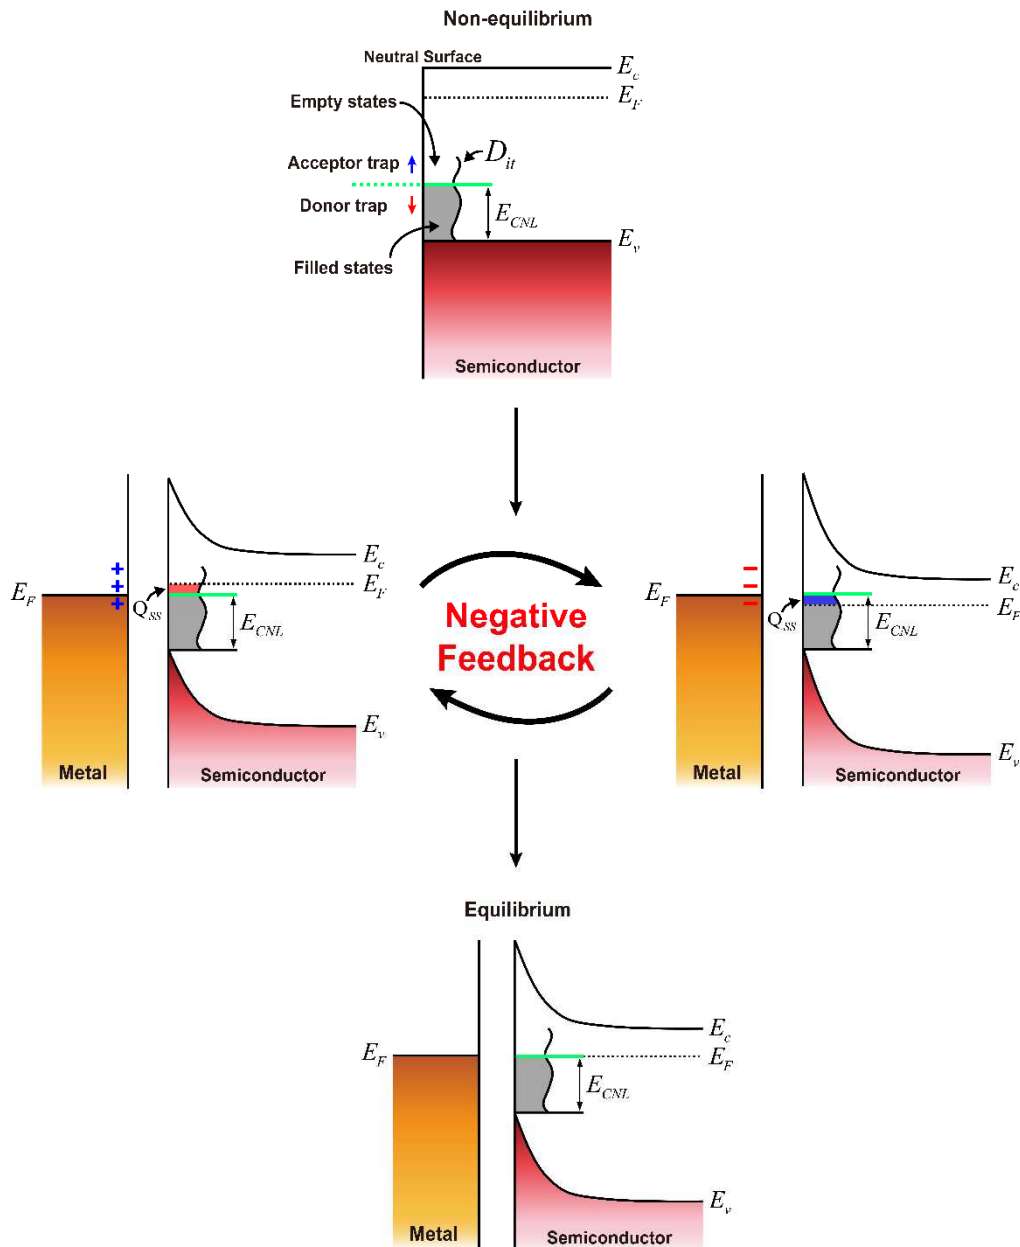 Non-equilibrium
Neutral Surface
E_c
E_F
Empty states
D_it
Acceptor trap
Donor trap
E_CNL
E_v
Filled states
Semiconductor
E_c
E_F
+
+
+
E_F
Q_SS
E_CNL
E_v
Metal
Semiconductor
Negative
Feedback
E_c
E_F
−
−
−
E_F
Q_SS
E_CNL
E_v
Metal
Semiconductor
Equilibrium
E_c
E_F
E_F
E_CNL
E_v
Metal
Semiconductor